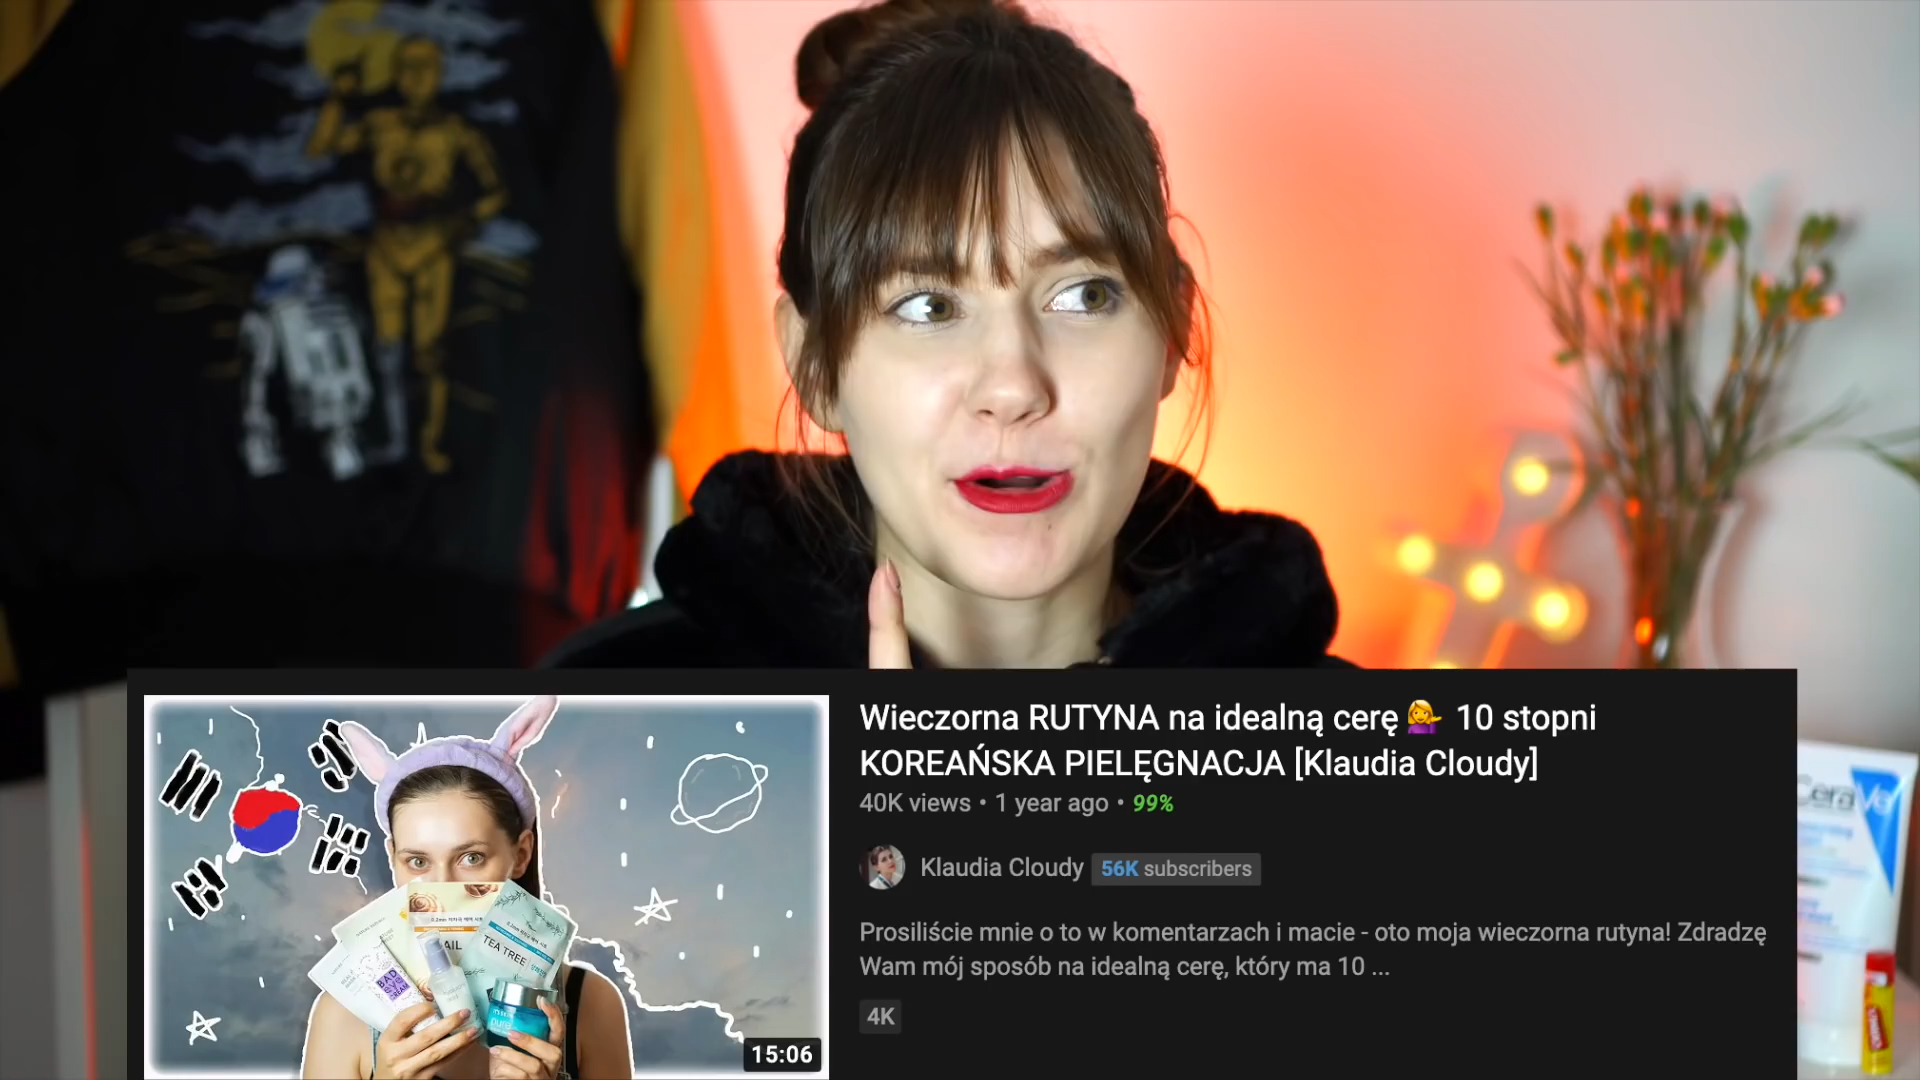 Wieczorna RUTYNA na idealną cerę 💁‍♀️ 10 stopni
KOREAŃSKA PIELĘGNACJA [Klaudia Cloudy]
40K views • 1 year ago • 99%
Klaudia Cloudy 56K subscribers
Prosiliście mnie o to w komentarzach i macie - oto moja wieczorna rutyna! Zdradzę
Wam mój sposób na idealną cerę, który ma 10 ...
4K
15:06
TEA TREE
BAD
CeraVe